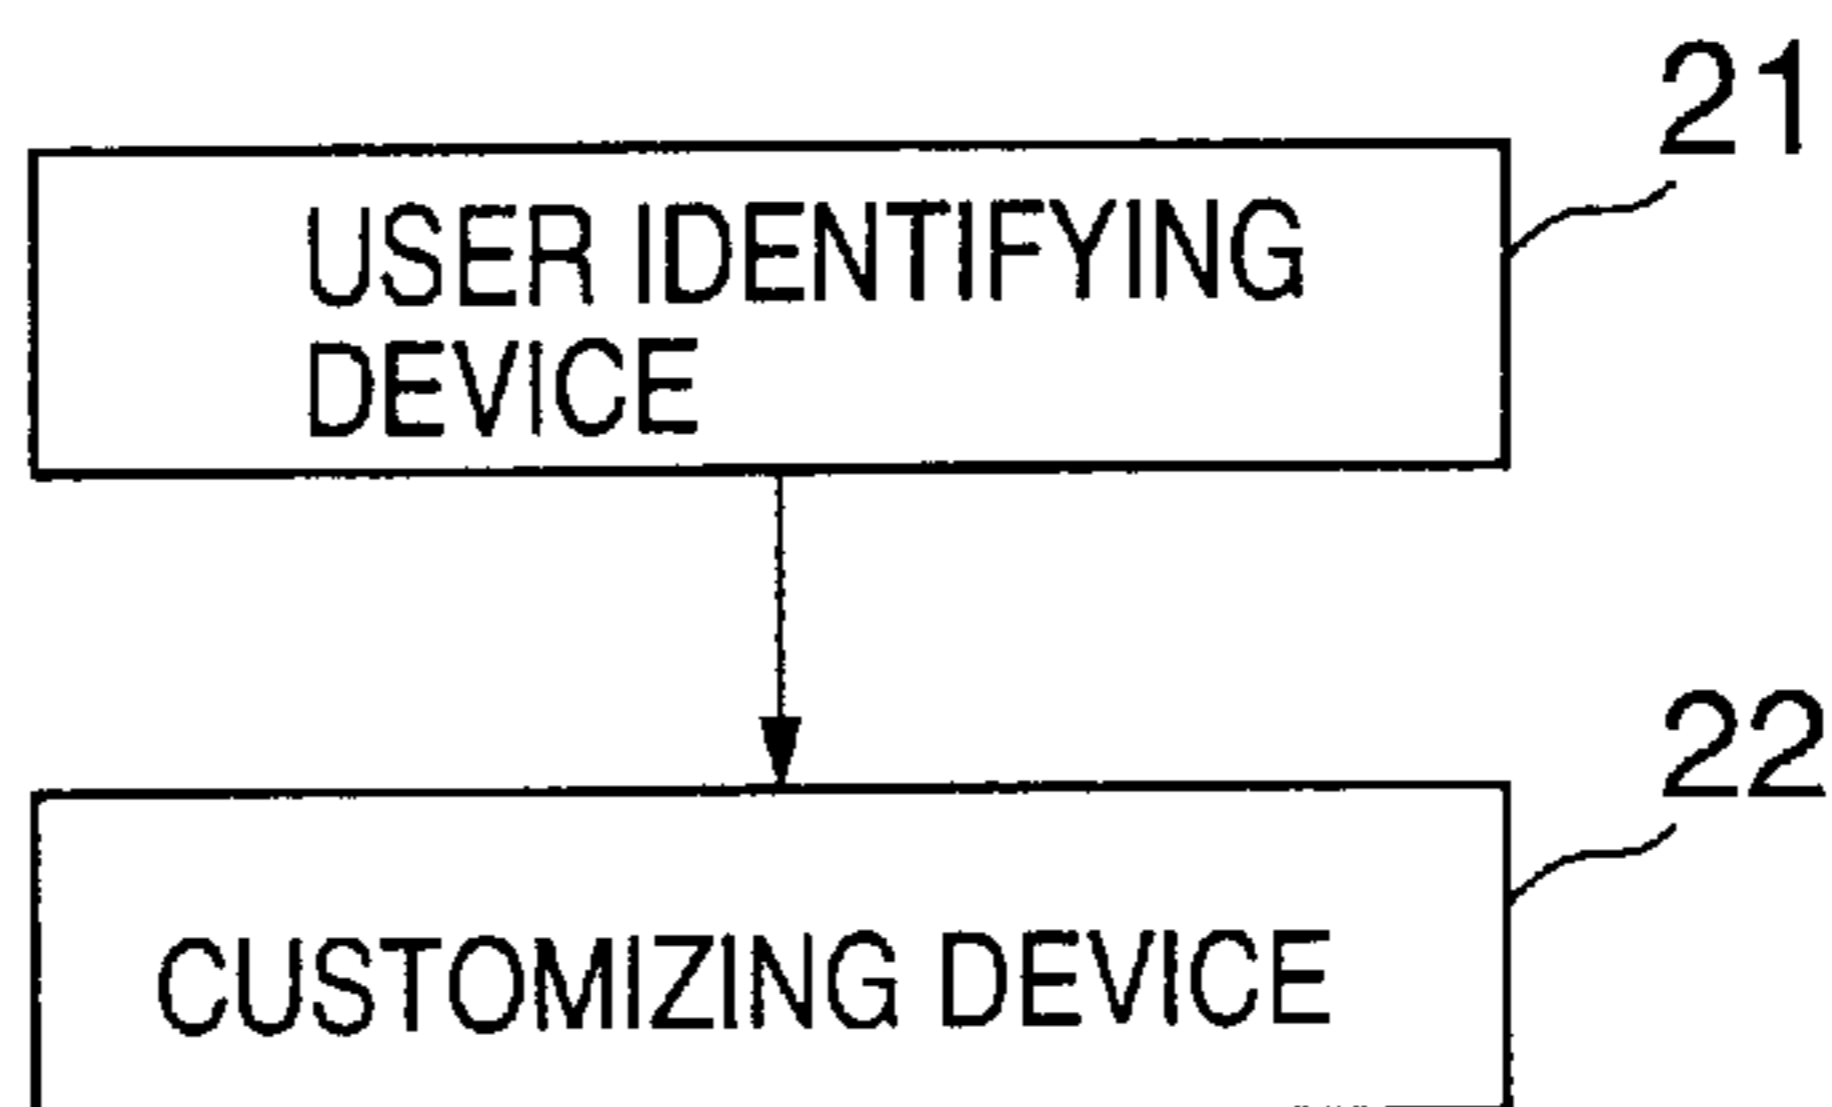 21
USER IDENTIFYING
DEVICE
22
CUSTOMIZING DEVICE